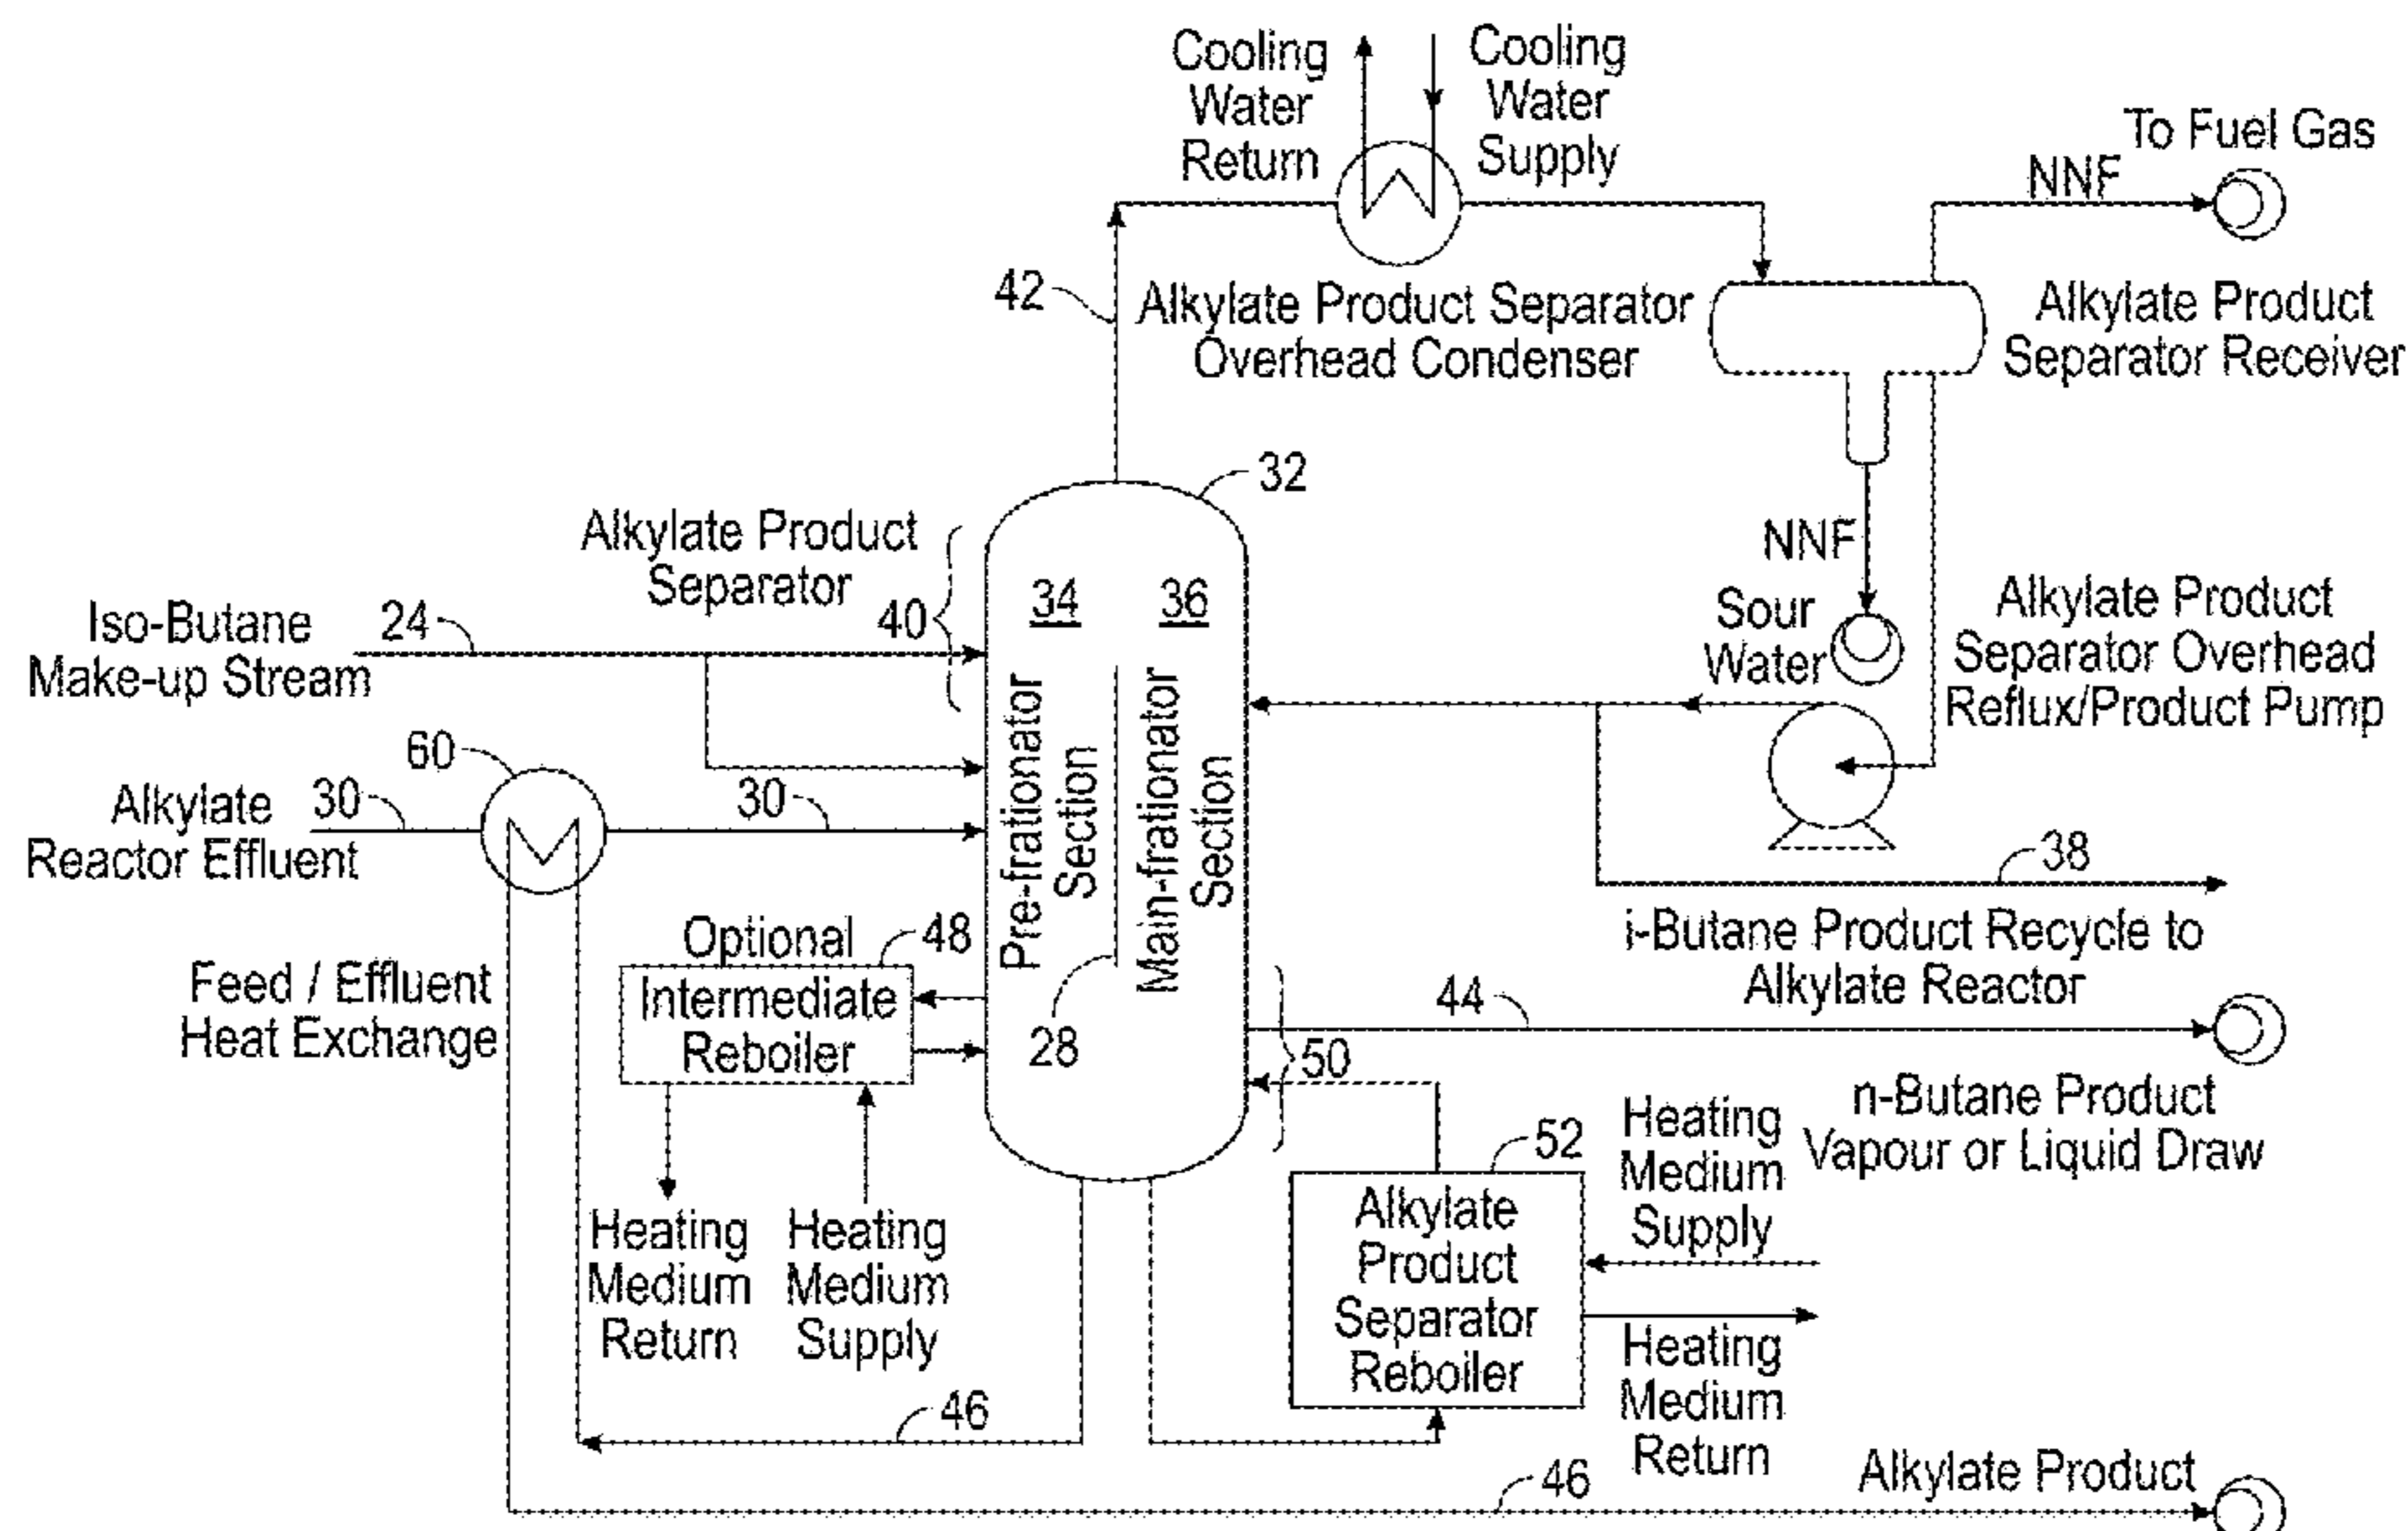 Cooling
Water
Return
Cooling
Water
Supply
To Fuel Gas
NNF
42
Alkylate Product Separator
Overhead Condenser
Alkylate Product
Separator Receiver
32
Alkylate Product
Separator
40
34
36
NNF
Sour
Water
Alkylate Product
Separator Overhead
Reflux/Product Pump
Iso-Butane
Make-up Stream
24
60
Alkylate
Reactor Effluent
30
30
Pre-frationator
Section
Main-frationator
Section
38
i-Butane Product Recycle to
Alkylate Reactor
Optional
48
Intermediate
Reboiler
28
Feed / Effluent
Heat Exchange
44
50
n-Butane Product
Vapour or Liquid Draw
Heating
Medium
Supply
52
Alkylate
Product
Separator
Reboiler
Heating
Medium
Return
Heating
Medium
Return
Heating
Medium
Supply
46
46
Alkylate Product